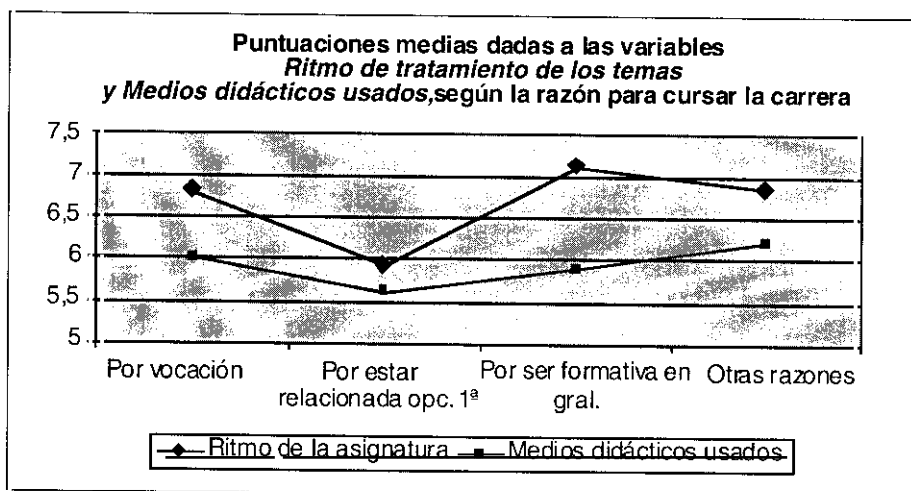 Puntuaciones medias dadas a las variables
Ritmo de tratamiento de los temas
y Medios didácticos usados,según la razón para cursar la carrera
7,5
7
6,5
6
5,5
5
Por vocación
Por estar
relacionada opc. 1ª
Por ser formativa en
gral.
Otras razones
Ritmo de la asignatura
Medios didácticos usados